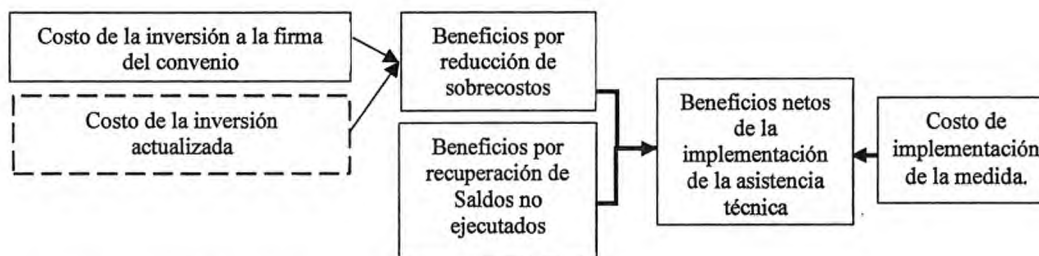 Costo de la inversión a la firma
del convenio
Costo de la inversión
actualizada
Beneficios por
reducción de
sobrecostos
Beneficios por
recuperación de
Saldos no
ejecutados
Beneficios netos
de la
implementación
de la asistencia
técnica
Costo de
implementación
de la medida.